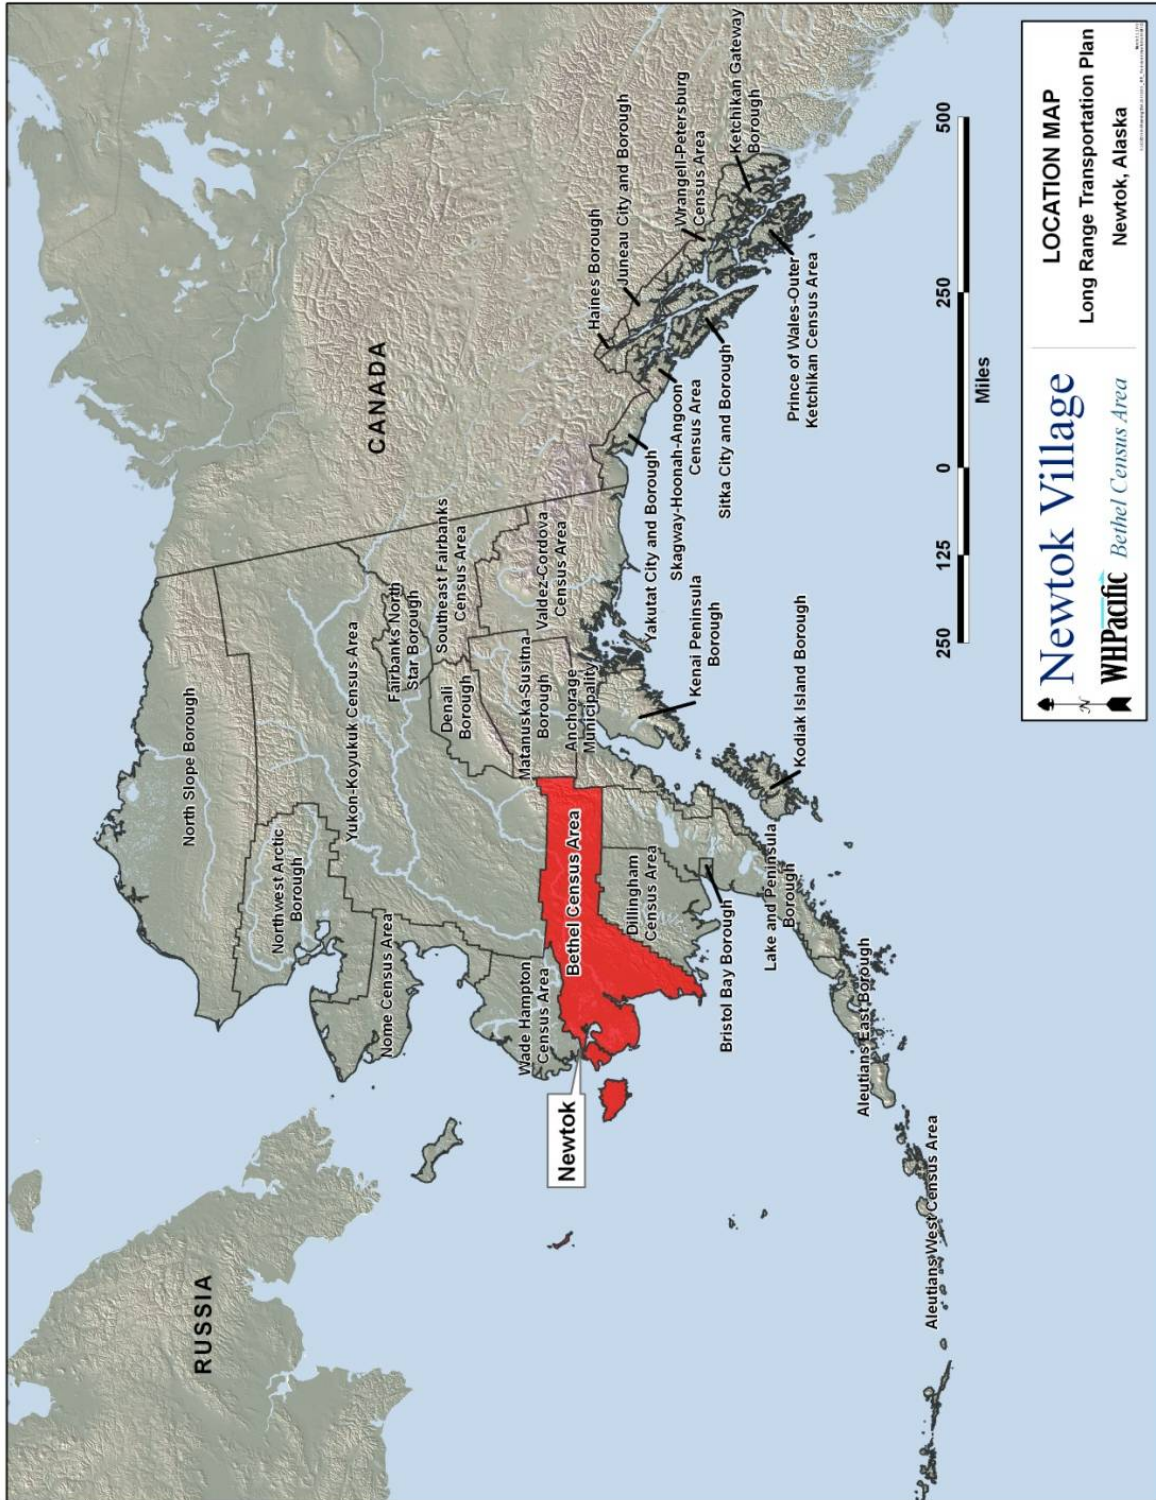 RUSSIA
CANADA
North Slope Borough
Northwest Arctic
Borough
Yukon-Koyukuk Census Area
Nome Census Area
Fairbanks North
Star Borough
Southeast Fairbanks
Census Area
Denali
Borough
Matanuska-Susitna
Borough
Valdez-Cordova
Census Area
Anchorage
Municipality
Wade Hampton
Census Area
Bethel Census Area
Newtok
Dillingham
Census Area
Bristol Bay Borough
Lake and Peninsula
Borough
Kenai Peninsula
Borough
Kodiak Island Borough
Aleutians East Borough
Aleutians West Census Area
Yakutat City and Borough
Skagway-Hoonah-Angoon
Census Area
Sitka City and Borough
Haines Borough
Juneau City and Borough
Wrangell-Petersburg
Census Area
Ketchikan Gateway
Borough
Prince of Wales-Outer
Ketchikan Census Area
250 125 0 250 500
Miles
N
Newtok Village
WHPacific Bethel Census Area
LOCATION MAP
Long Range Transportation Plan
Newtok, Alaska